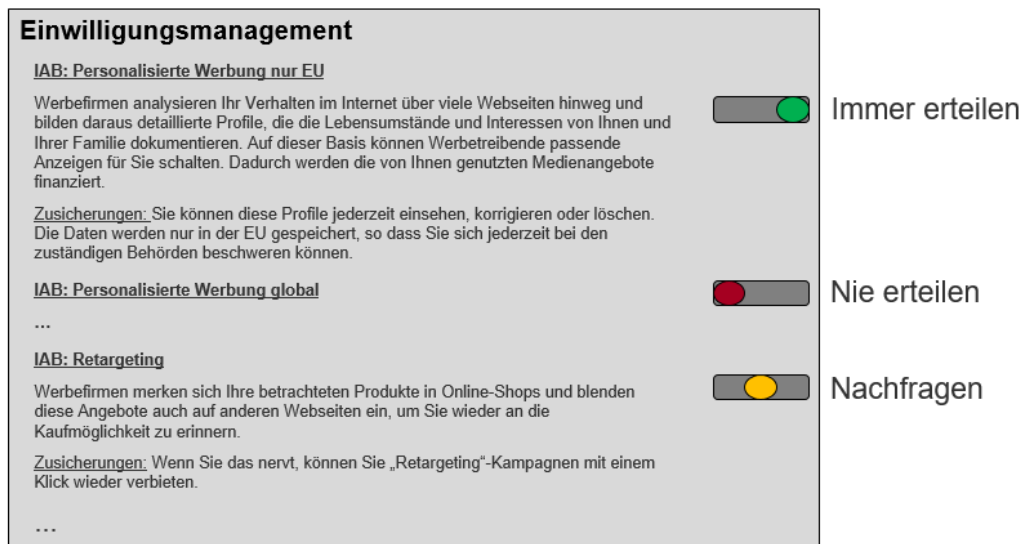 Einwilligungsmanagement
IAB: Personalisierte Werbung nur EU
Werbefirmen analysieren Ihr Verhalten im Internet über viele Webseiten hinweg und
bilden daraus detaillierte Profile, die die Lebensumstände und Interessen von Ihnen und
Ihrer Familie dokumentieren. Auf dieser Basis können Werbetreibende passende
Anzeigen für Sie schalten. Dadurch werden die von Ihnen genutzten Medienangebote
finanziert.
Immer erteilen
Zusicherungen: Sie können diese Profile jederzeit einsehen, korrigieren oder löschen.
Die Daten werden nur in der EU gespeichert, so dass Sie sich jederzeit bei den
zuständigen Behörden beschweren können.
IAB: Personalisierte Werbung global
Nie erteilen
…
IAB: Retargeting
Werbefirmen merken sich Ihre betrachteten Produkte in Online-Shops und blenden
diese Angebote auch auf anderen Webseiten ein, um Sie wieder an die
Kaufmöglichkeit zu erinnern.
Nachfragen
Zusicherungen: Wenn Sie das nervt, können Sie „Retargeting“-Kampagnen mit einem
Klick wieder verbieten.
…